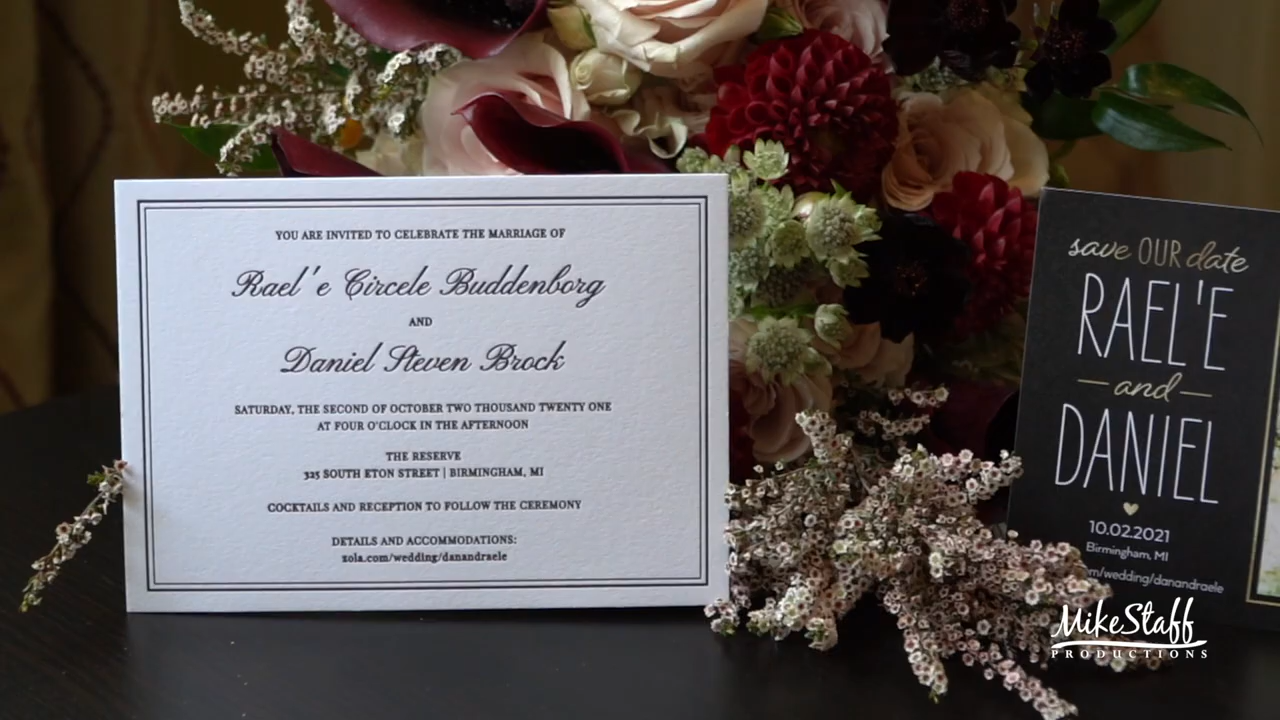 YOU ARE INVITED TO CELEBRATE THE MARRIAGE OF
Rael'e Circele Buddenborg
AND
Daniel Steven Brock
SATURDAY, THE SECOND OF OCTOBER TWO THOUSAND TWENTY ONE
AT FOUR O'CLOCK IN THE AFTERNOON
THE RESERVE
325 SOUTH ETON STREET | BIRMINGHAM, MI
COCKTAILS AND RECEPTION TO FOLLOW THE CEREMONY
DETAILS AND ACCOMMODATIONS:
zola.com/wedding/danandraele
save OUR date
RAEL'E
and
DANIEL
10.02.2021
Birmingham, MI
om/wedding/danandraele
MikeStaff
PRODUCTIONS